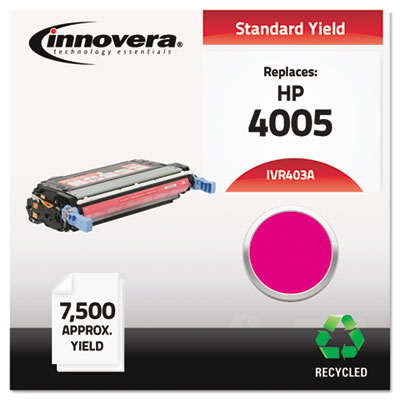 innovera
technology essentials
Standard Yield
Replaces:
HP
4005
IVR403A
7,500
APPROX.
YIELD
RECYCLED